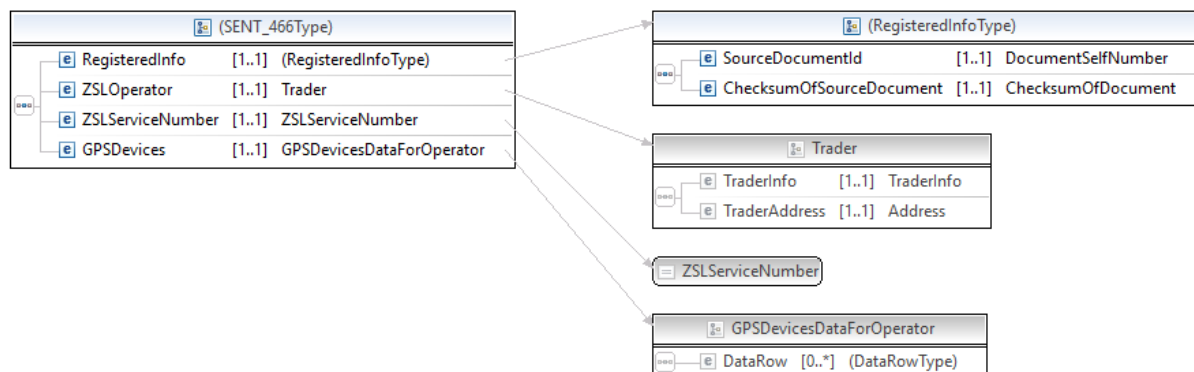 (SENT_466Type)
RegisteredInfo [1..1] (RegisteredInfoType)
ZSLOperator [1..1] Trader
ZSLServiceNumber [1..1] ZSLServiceNumber
GPSDevices [1..1] GPSDevicesDataForOperator
(RegisteredInfoType)
SourceDocumentId [1..1] DocumentSelfNumber
ChecksumOfSourceDocument [1..1] ChecksumOfDocument
Trader
TraderInfo [1..1] TraderInfo
TraderAddress [1..1] Address
ZSLServiceNumber
GPSDevicesDataForOperator
DataRow [0..*] (DataRowType)